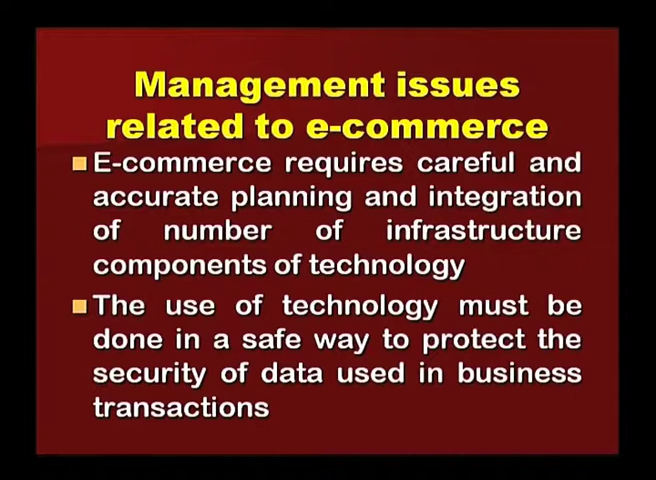 Management issues
related to e-commerce
E-commerce requires careful and
accurate planning and integration
of number of infrastructure
components of technology
The use of technology must be
done in a safe way to protect the
security of data used in business
transactions